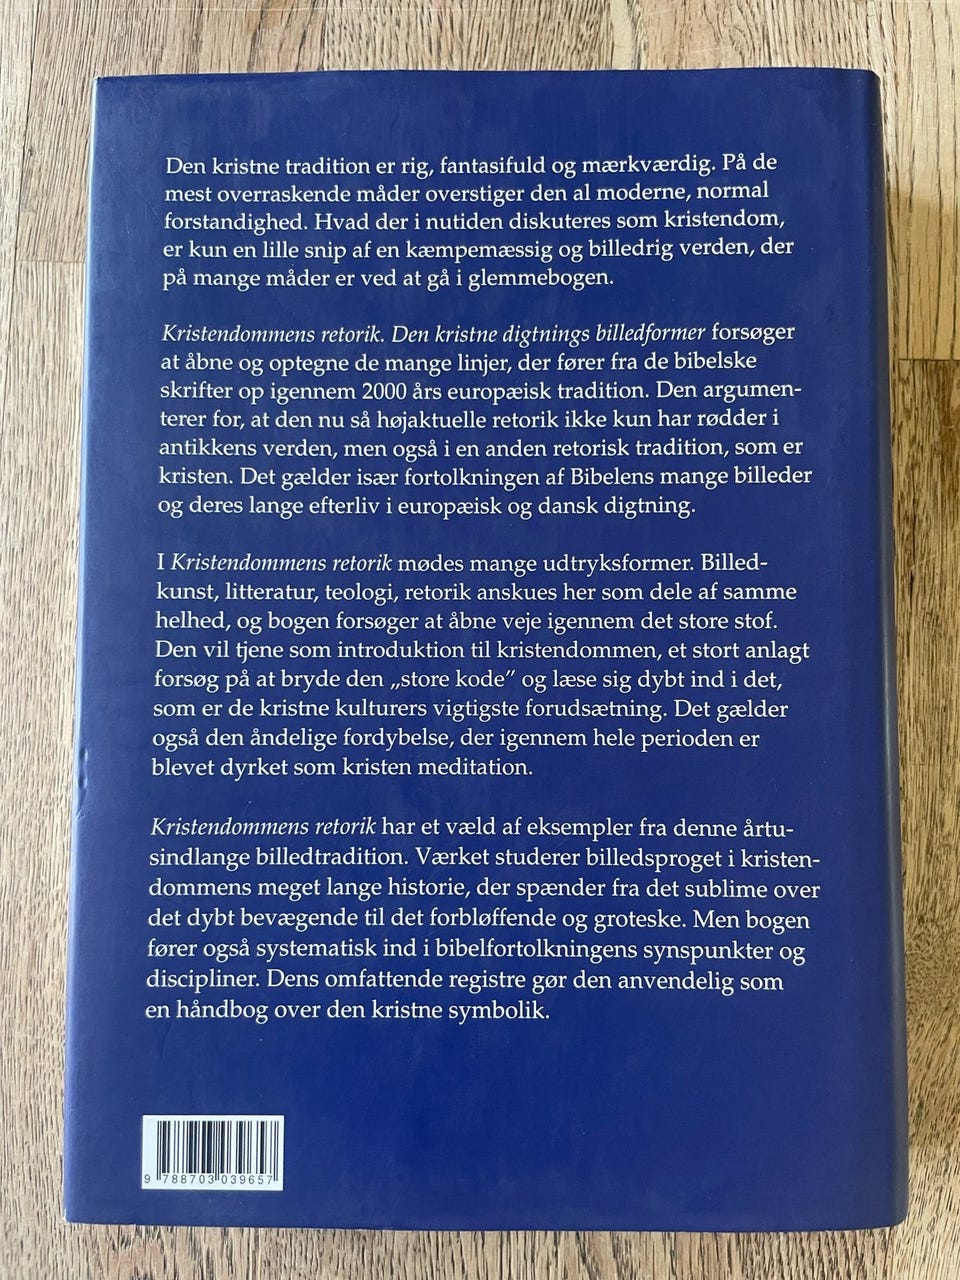 Den kristne tradition er rig, fantasifuld og mærkværdig. På de
mest overraskende måder overstiger den al moderne, normal
forstandighed. Hvad der i nutiden diskuteres som kristendom,
er kun en lille snip af en kæmpemæssig og billedrig verden, der
på mange måder er ved at gå i glemmebogen.
Kristendommens retorik. Den kristne digtnings billedformer forsøger
at åbne og optegne de mange linjer, der fører fra de bibelske
skrifter op igennem 2000 års europæisk tradition. Den argumen-
terer for, at den nu så højaktuelle retorik ikke kun har rødder i
antikkens verden, men også i en anden retorisk tradition, som er
kristen. Det gælder især fortolkningen af Bibelens mange billeder
og deres lange efterliv i europæisk og dansk digtning.
I Kristendommens retorik mødes mange udtryksformer. Billed-
kunst, litteratur, teologi, retorik anskues her som dele af samme
helhed, og bogen forsøger at åbne veje igennem det store stof.
Den vil tjene som introduktion til kristendommen, et stort anlagt
forsøg på at bryde den „store kode” og læse sig dybt ind i det,
som er de kristne kulturers vigtigste forudsætning. Det gælder
også den åndelige fordybelse, der igennem hele perioden er
blevet dyrket som kristen meditation.
Kristendommens retorik har et væld af eksempler fra denne årtu-
sindlange billedtradition. Værket studerer billedsproget i kristen-
dommens meget lange historie, der spænder fra det sublime over
det dybt bevægende til det forbløffende og groteske. Men bogen
fører også systematisk ind i bibelfortolkningens synspunkter og
discipliner. Dens omfattende registre gør den anvendelig som
en håndbog over den kristne symbolik.
9 788703 039657